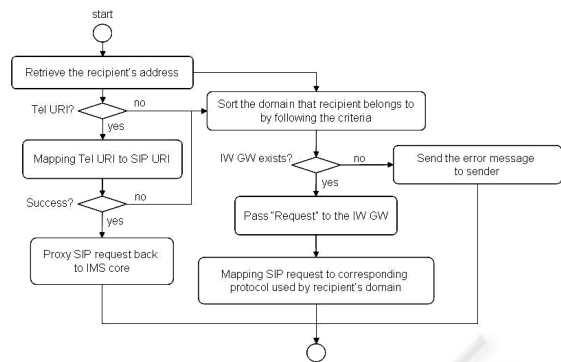 start
Retrieve the recipient's address
Tel URI?
no
yes
Sort the domain that recipient belongs to
by following the criteria
Mapping Tel URI to SIP URI
IW GW exists?
no
yes
Send the error message
to sender
Success?
no
yes
Pass "Request" to the IW GW
Proxy SIP request back
to IMS core
Mapping SIP request to corresponding
protocol used by recipient's domain